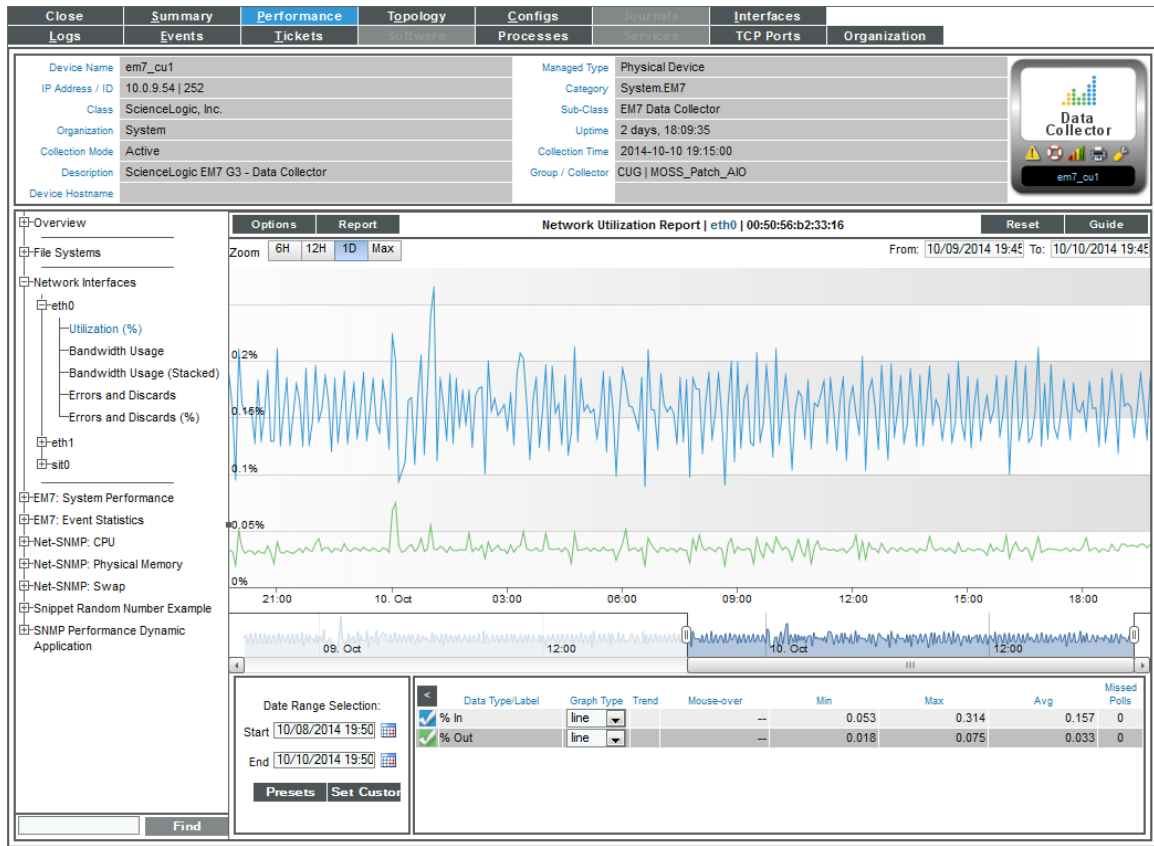 Close Summary Performance Topology Configs Journals Interfaces
Logs Events Tickets Software Processes Services TCP Ports Organization
Device Name em7_cu1 Managed Type Physical Device
IP Address / ID 10.0.9.54 | 252 Category System.EM7
Class ScienceLogic, Inc. Sub-Class EM7 Data Collector
Organization System Uptime 2 days, 18:09:35
Collection Mode Active Collection Time 2014-10-10 19:15:00
Description ScienceLogic EM7 G3 - Data Collector Group / Collector CUG | MOSS_Patch_AIO
Device Hostname
Data
Collector
em7_cu1
Overview
File Systems
Network Interfaces
eth0
Utilization (%)
Bandwidth Usage
Bandwidth Usage (Stacked)
Errors and Discards
Errors and Discards (%)
eth1
sit0
EM7: System Performance
EM7: Event Statistics
Net-SNMP: CPU
Net-SNMP: Physical Memory
Net-SNMP: Swap
Snippet Random Number Example
SNMP Performance Dynamic
Application
Find
Options Report Network Utilization Report | eth0 | 00:50:56:b2:33:16 Reset Guide
Zoom 6H 12H 1D Max From: 10/09/2014 19:45 To: 10/10/2014 19:45
0.2%
0.15%
0.1%
0.05%
0%
21:00 10. Oct 03:00 06:00 09:00 12:00 15:00 18:00
09. Oct 12:00 10. Oct 12:00
Date Range Selection:
Start 10/08/2014 19:50
End 10/10/2014 19:50
Presets Set Custor
< Data Type/Label Graph Type Trend Mouse-over Min Max Avg Missed Polls
% In line -- 0.053 0.314 0.157 0
% Out line -- 0.018 0.075 0.033 0